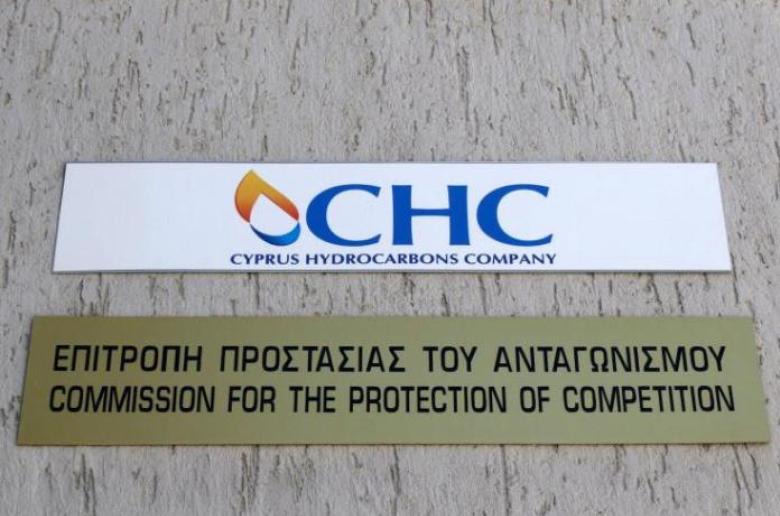 CHC
CYPRUS HYDROCARBONS COMPANY
ΕΠΙΤΡΟΠΗ ΠΡΟΣΤΑΣΙΑΣ ΤΟΥ ΑΝΤΑΓΩΝΙΣΜΟΥ
COMMISSION FOR THE PROTECTION OF COMPETITION